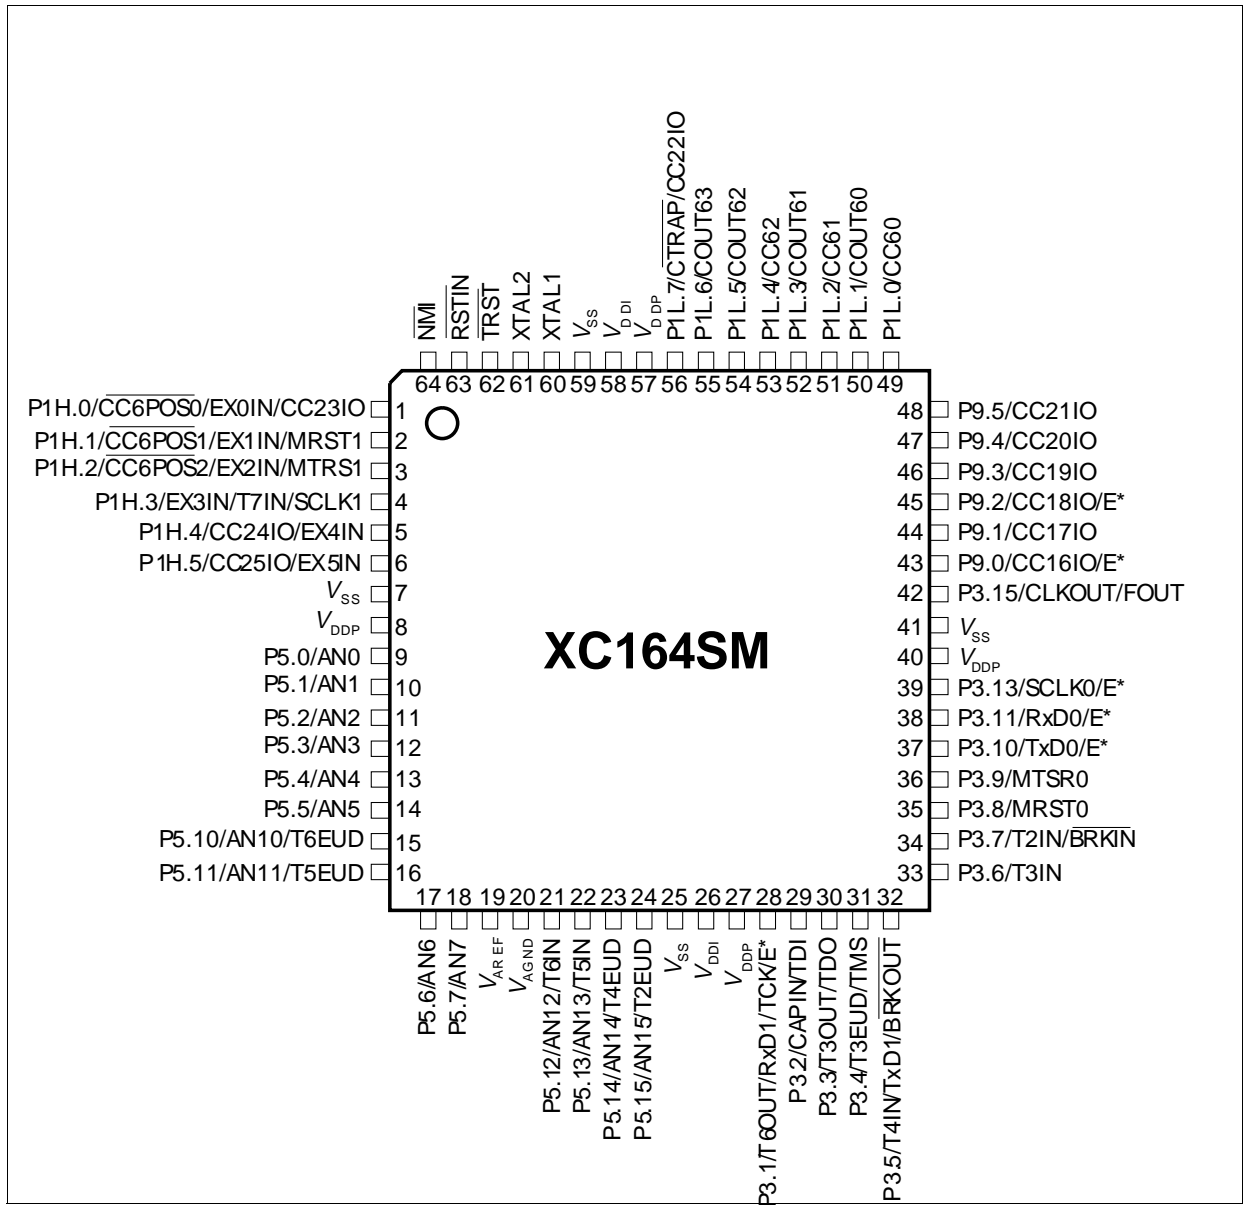 NMI
RSTIN
TRST
XTAL2
XTAL1
VSS
VDDI
VDDP
P1L.7/CTRAP/CC22IO
P1L.6/COUT63
P1L.5/COUT62
P1L.4/CC62
P1L.3/COUT61
P1L.2/CC61
P1L.1/COUT60
P1L.0/CC60
64 63 62 61 60 59 58 57 56 55 54 53 52 51 50 49
P1H.0/CC6POS0/EX0IN/CC23IO 1
P1H.1/CC6POS1/EX1IN/MRST1 2
P1H.2/CC6POS2/EX2IN/MTRS1 3
P1H.3/EX3IN/T7IN/SCLK1 4
P1H.4/CC24IO/EX4IN 5
P1H.5/CC25IO/EX5IN 6
VSS 7
VDDP 8
P5.0/AN0 9
P5.1/AN1 10
P5.2/AN2 11
P5.3/AN3 12
P5.4/AN4 13
P5.5/AN5 14
P5.10/AN10/T6EUD 15
P5.11/AN11/T5EUD 16
XC164SM
48 P9.5/CC21IO
47 P9.4/CC20IO
46 P9.3/CC19IO
45 P9.2/CC18IO/E*
44 P9.1/CC17IO
43 P9.0/CC16IO/E*
42 P3.15/CLKOUT/FOUT
41 VSS
40 VDDP
39 P3.13/SCLK0/E*
38 P3.11/RxD0/E*
37 P3.10/TxD0/E*
36 P3.9/MTSR0
35 P3.8/MRST0
34 P3.7/T2IN/BRKIN
33 P3.6/T3IN
17 18 19 20 21 22 23 24 25 26 27 28 29 30 31 32
P5.6/AN6
P5.7/AN7
VAREF
VAGND
P5.12/AN12/T6IN
P5.13/AN13/T5IN
P5.14/AN14/T4EUD
P5.15/AN15/T2EUD
VSS
VDDI
VDDP
P3.1/T6OUT/RxD1/TCK/E*
P3.2/CAPIN/TDI
P3.3/T3OUT/TDO
P3.4/T3EUD/TMS
P3.5/T4IN/TxD1/BRKOUT